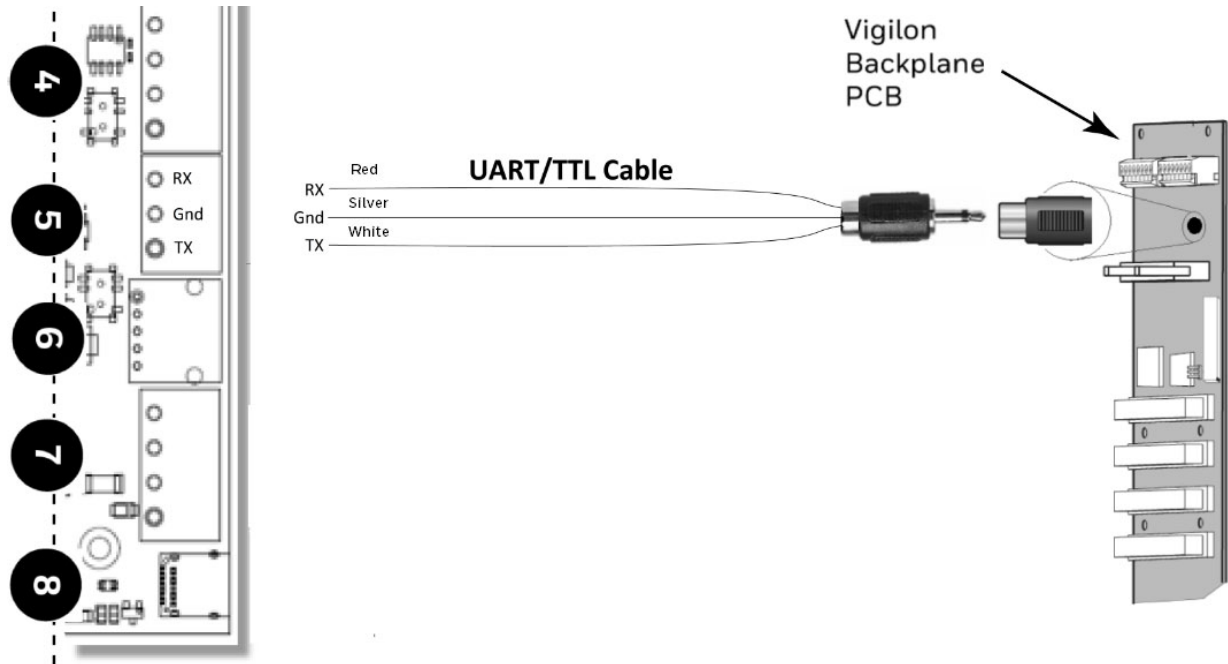 4
5
6
7
8
RX
Gnd
TX
Red
UART/TTL Cable
RX
Silver
Gnd
White
TX
Vigilon
Backplane
PCB